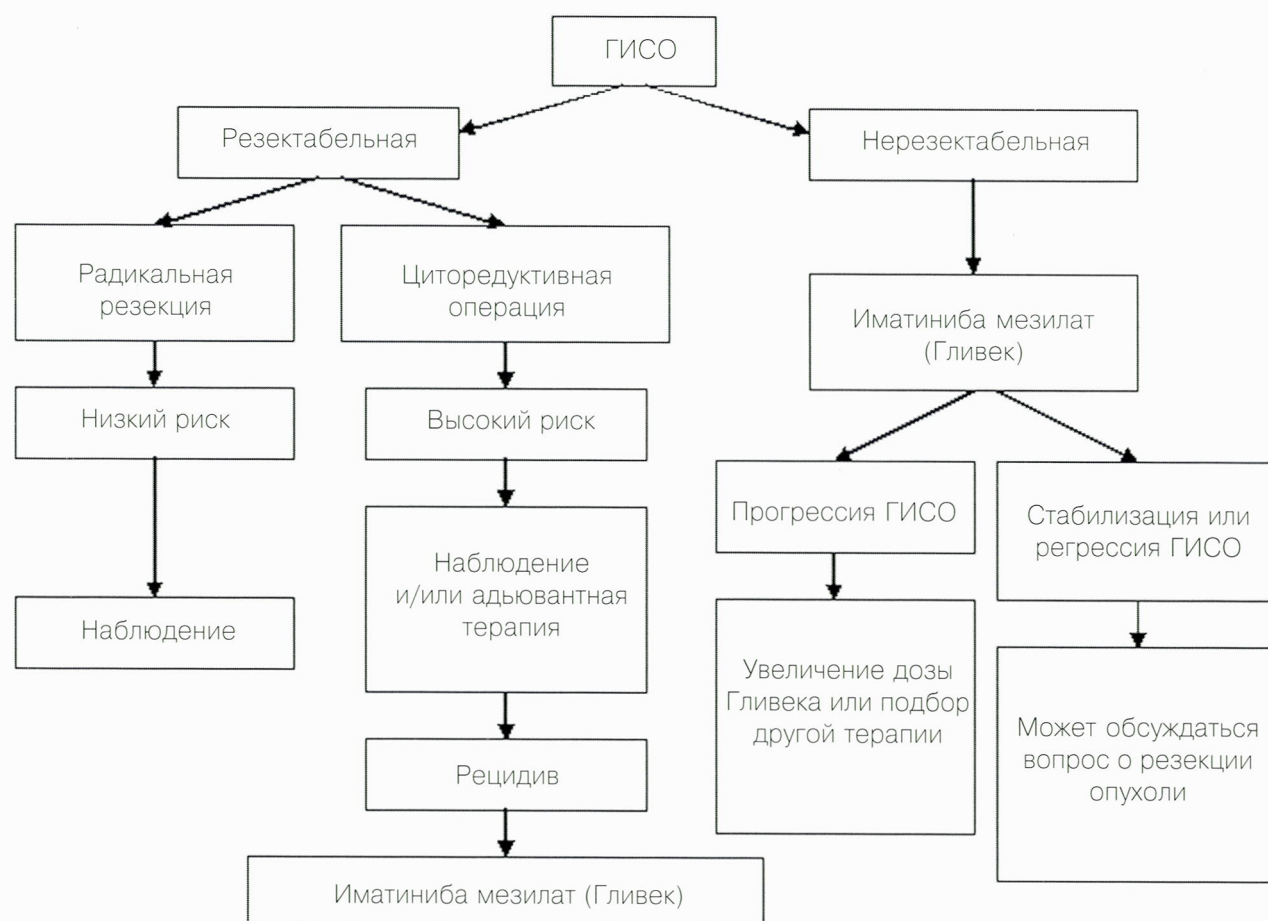 ГИСО
Резектабельная
Нерезектабельная
Радикальная
резекция
Циторедуктивная
операция
Иматиниба мезилат
(Гливек)
Низкий риск
Высокий риск
Прогрессия ГИСО
Стабилизация или
регрессия ГИСО
Наблюдение
и/или адьювантная
терапия
Наблюдение
Увеличение дозы
Гливека или подбор
другой терапии
Может обсуждаться
вопрос о резекции
опухоли
Рецидив
Иматиниба мезилат (Гливек)